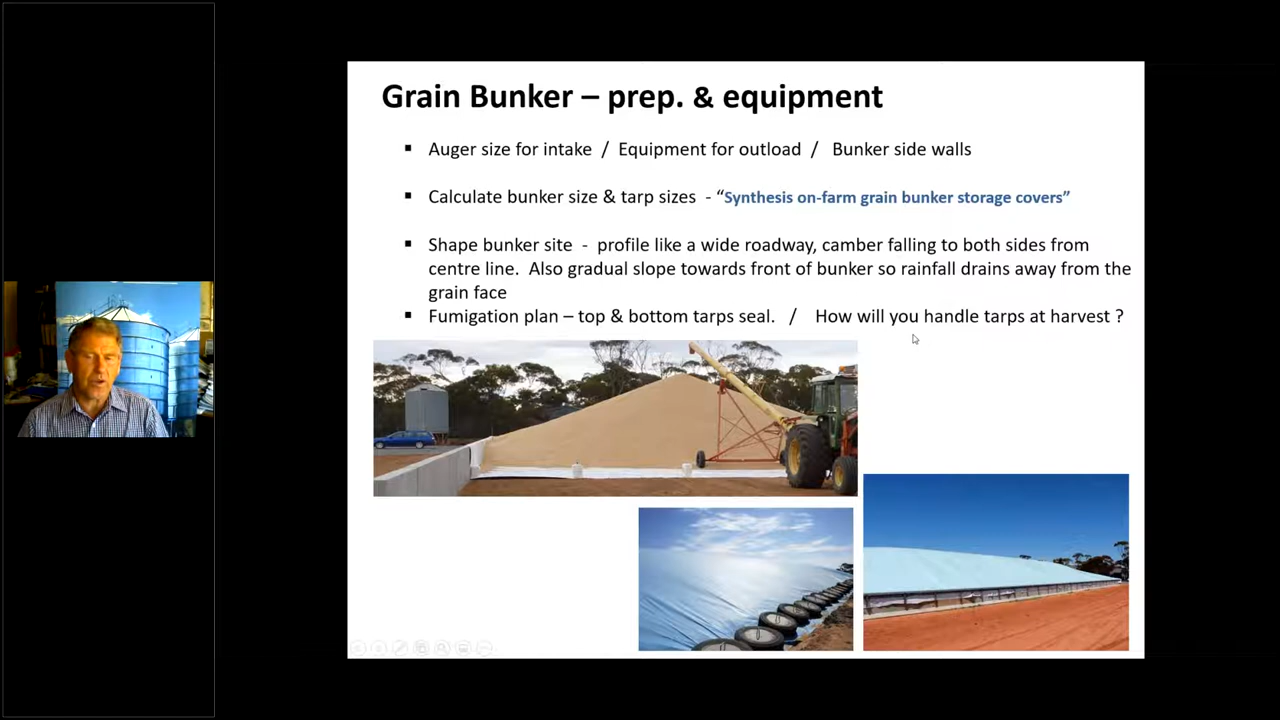 Grain Bunker – prep. & equipment
▪ Auger size for intake / Equipment for outload / Bunker side walls
▪ Calculate bunker size & tarp sizes - “Synthesis on-farm grain bunker storage covers”
▪ Shape bunker site - profile like a wide roadway, camber falling to both sides from
centre line. Also gradual slope towards front of bunker so rainfall drains away from the
grain face
▪ Fumigation plan – top & bottom tarps seal. / How will you handle tarps at harvest ?